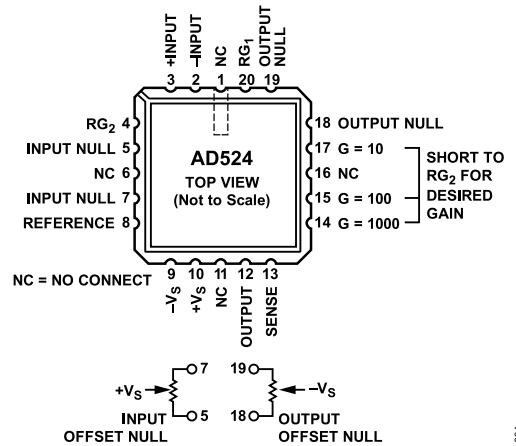 +INPUT
–INPUT
NC
RG1
OUTPUT
NULL
3 2 1 20 19
RG2 4
INPUT NULL 5
NC 6
INPUT NULL 7
REFERENCE 8
AD524
TOP VIEW
(Not to Scale)
18 OUTPUT NULL
17 G = 10
16 NC
15 G = 100
14 G = 1000
SHORT TO
RG2 FOR
DESIRED
GAIN
NC = NO CONNECT
9 10 11 12 13
–VS
+VS
NC
OUTPUT
SENSE
+VS
7
5
INPUT
OFFSET NULL
19
18
–VS
OUTPUT
OFFSET NULL